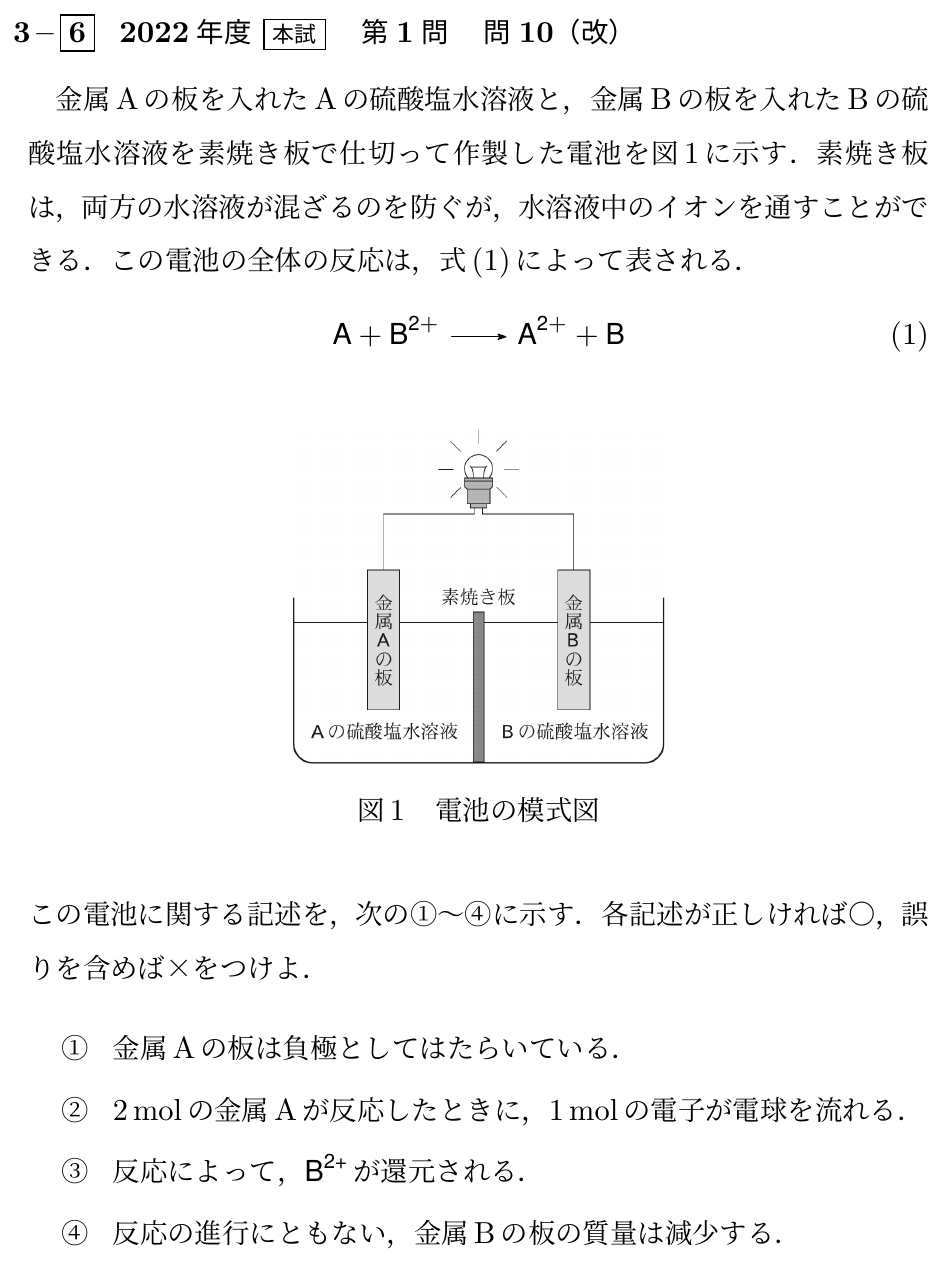 3－6 2022年度 本試 第1問 問10（改）
金属Aの板を入れたAの硫酸塩水溶液と，金属Bの板を入れたBの硫
酸塩水溶液を素焼き板で仕切って作製した電池を図1に示す．素焼き板
は，両方の水溶液が混ざるのを防ぐが，水溶液中のイオンを通すことがで
きる．この電池の全体の反応は，式(1)によって表される．
A + B²⁺ ⟶ A²⁺ + B (1)
素焼き板
金属Aの板
金属Bの板
Aの硫酸塩水溶液 Bの硫酸塩水溶液
図1 電池の模式図
この電池に関する記述を，次の①～④に示す．各記述が正しければ○，誤
りを含めば×をつけよ．
① 金属Aの板は負極としてはたらいている．
② 2 molの金属Aが反応したときに，1 molの電子が電球を流れる．
③ 反応によって，B²⁺が還元される．
④ 反応の進行にともない，金属Bの板の質量は減少する．